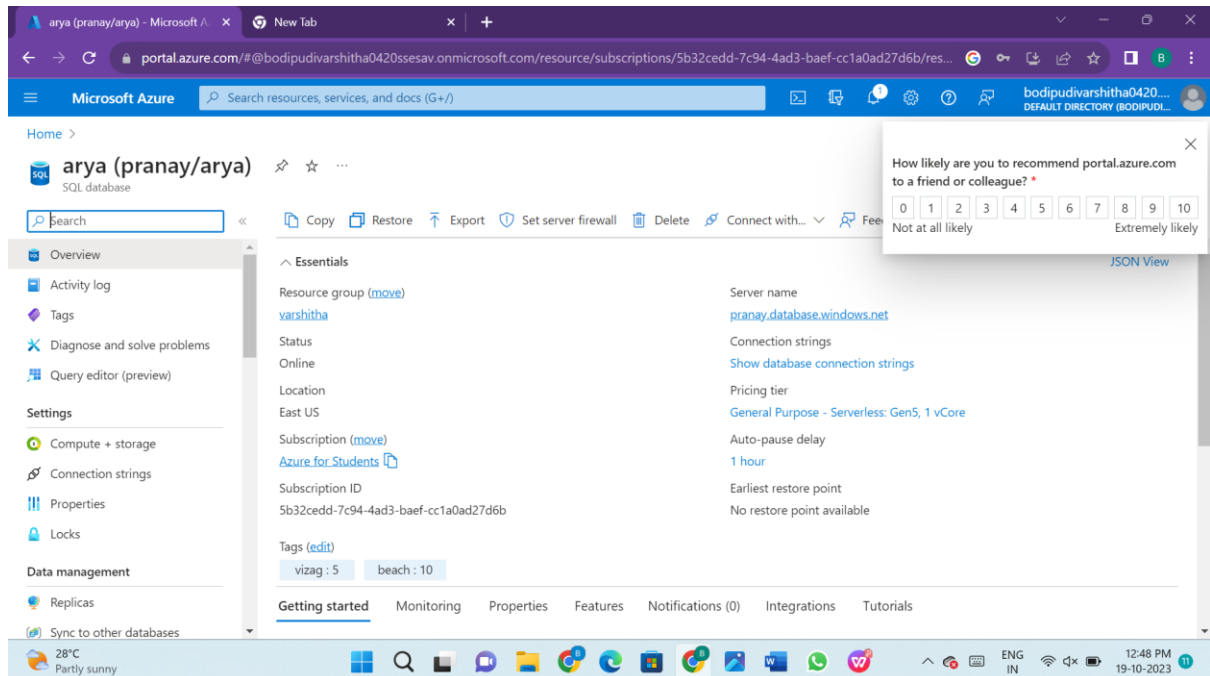 arya (pranay/arya) - Microsoft A
New Tab
portal.azure.com/#@bodipudivarshitha0420ssesav.onmicrosoft.com/resource/subscriptions/5b32cedd-7c94-4ad3-baef-cc1a0ad27d6b/res...
B
Microsoft Azure
Search resources, services, and docs (G+/)
1
bodipudivarshitha0420....
DEFAULT DIRECTORY (BODIPUDI...
Home >
arya (pranay/arya)
SQL database
SQL
How likely are you to recommend portal.azure.com
to a friend or colleague? *
0 1 2 3 4 5 6 7 8 9 10
Not at all likely Extremely likely
Search
Copy Restore Export Set server firewall Delete Connect with... Fee
Overview
Activity log
Tags
Diagnose and solve problems
Query editor (preview)
Settings
Compute + storage
Connection strings
Properties
Locks
Data management
Replicas
Sync to other databases
Essentials
JSON View
Resource group (move)
varshitha
Status
Online
Location
East US
Subscription (move)
Azure for Students
Subscription ID
5b32cedd-7c94-4ad3-baef-cc1a0ad27d6b
Server name
pranay.database.windows.net
Connection strings
Show database connection strings
Pricing tier
General Purpose - Serverless: Gen5, 1 vCore
Auto-pause delay
1 hour
Earliest restore point
No restore point available
Tags (edit)
vizag : 5 beach : 10
Getting started Monitoring Properties Features Notifications (0) Integrations Tutorials
28°C
Partly sunny
ENG
IN
12:48 PM
19-10-2023
11